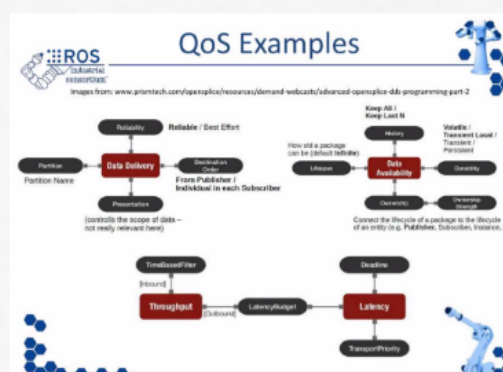 QoS Examples
ROS
Industrial
consortium
Images from: www.prismtech.com/opensplice/resources/demand-webcasts/advanced-opensplice-dds-programming-part-2
Reliability
Reliable / Best Effort
Partition
Data Delivery
Destination
Order
Partition Name
From Publisher /
Individual in each Subscriber
Presentation
(controls the scope of data –
not really relevant here)
Keep All /
Keep Last N
History
Volatile /
Transient Local /
Transient /
Persistent
How old a package
can be (default Infinite)
Lifespan
Data
Availability
Durability
Ownership
Ownership
Strength
Connect the lifecycle of a package to the lifecycle
of an entity (e.g. Publisher, Subscriber, Instance,
TimeBasedFilter
[Inbound]
Throughput
[Outbound]
LatencyBudget
Deadline
Latency
TransportPriority